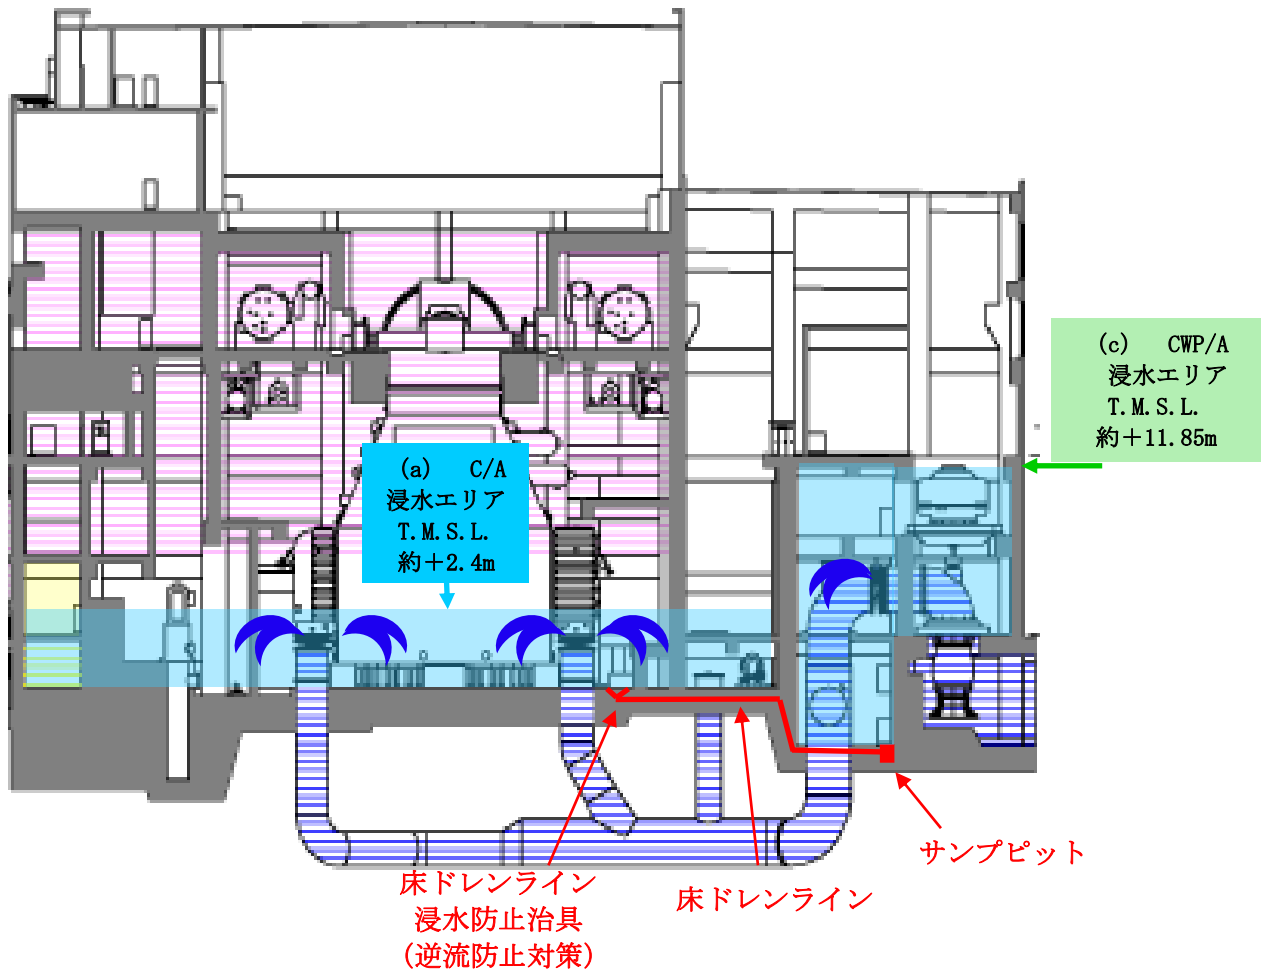 (c) CWP/A
浸水エリア
T.M.S.L.
約＋11.85m
(a) C/A
浸水エリア
T.M.S.L.
約＋2.4m
サンプピット
床ドレンライン
浸水防止治具
(逆流防止対策)
床ドレンライン